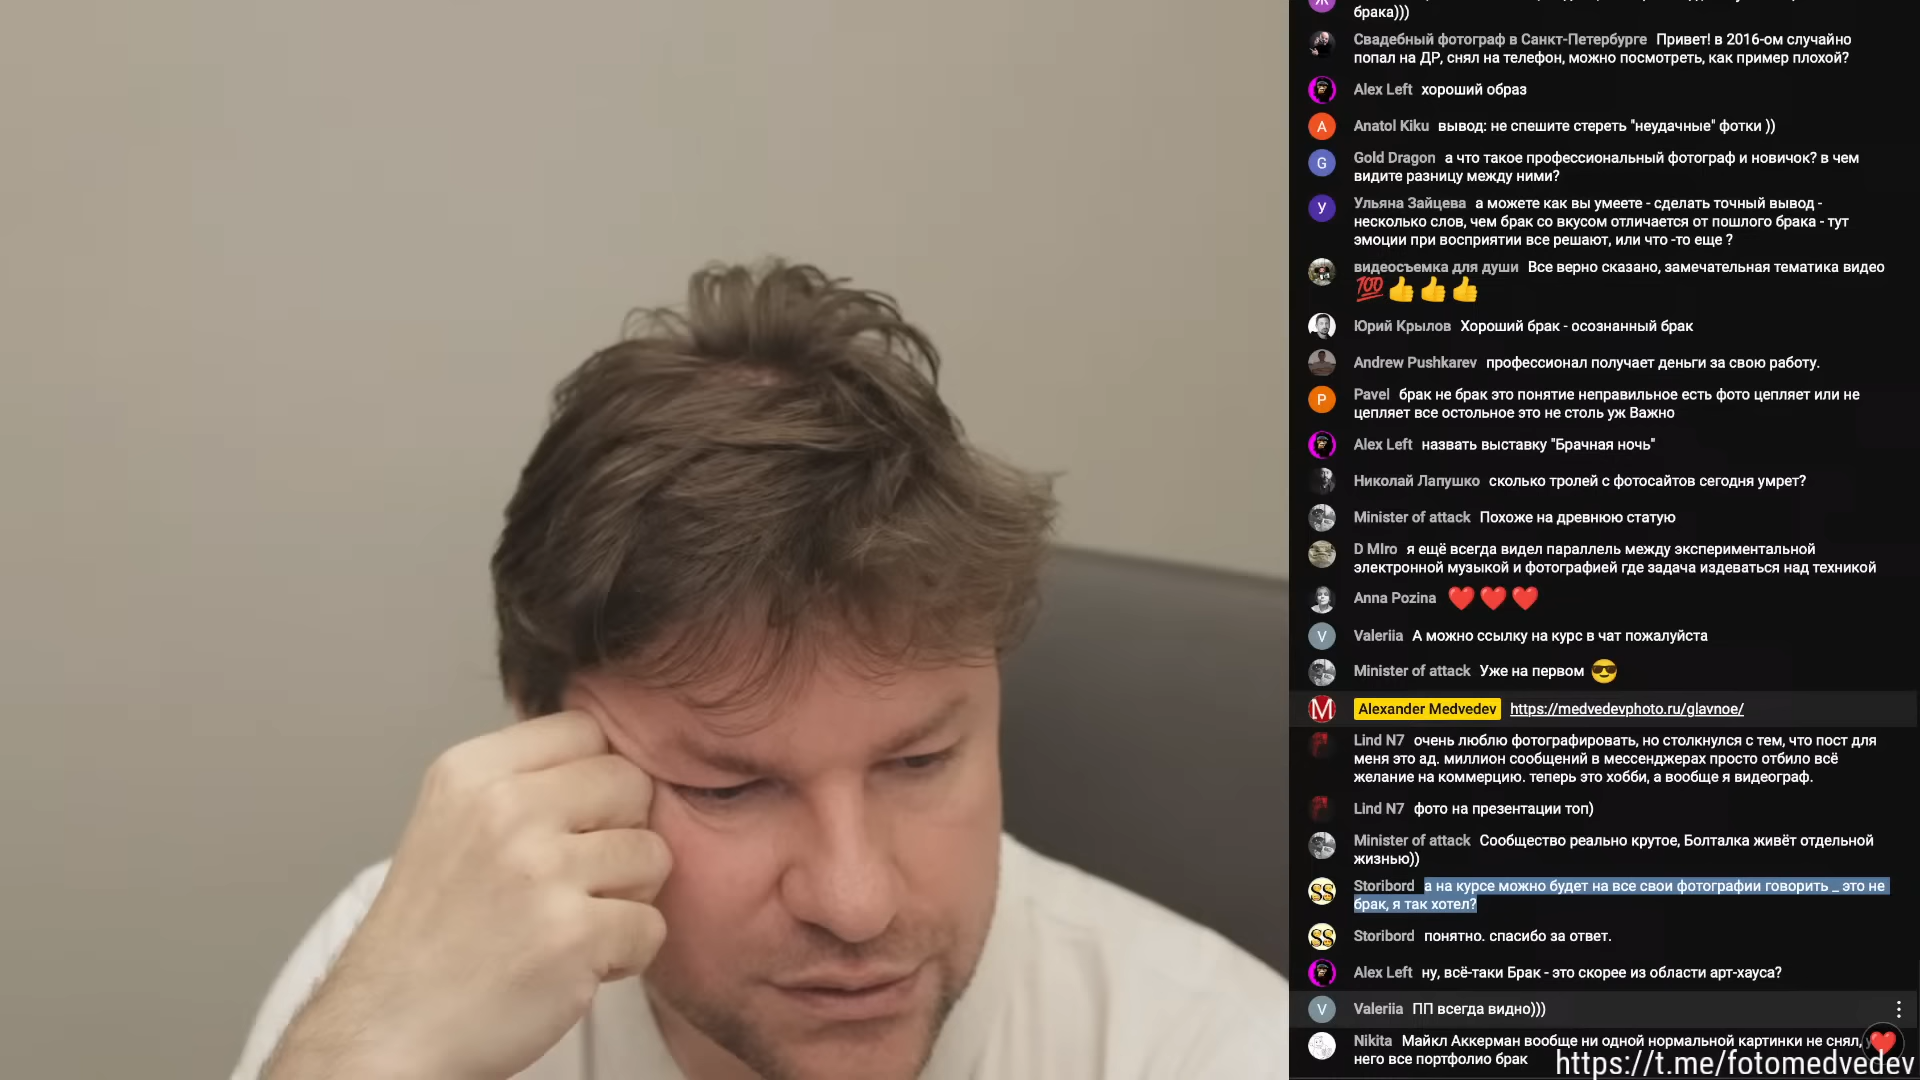 Ж
брака)))
Свадебный фотограф в Санкт-Петербурге Привет! в 2016-ом случайно
попал на ДР, снял на телефон, можно посмотреть, как пример плохой?
Alex Left хороший образ
A Anatol Kiku вывод: не спешите стереть "неудачные" фотки ))
G Gold Dragon а что такое профессиональный фотограф и новичок? в чем
видите разницу между ними?
У Ульяна Зайцева а можете как вы умеете - сделать точный вывод -
несколько слов, чем брак со вкусом отличается от пошлого брака - тут
эмоции при восприятии все решают, или что -то еще ?
видеосъемка для души Все верно сказано, замечательная тематика видео
💯👍👍👍
Юрий Крылов Хороший брак - осознанный брак
Andrew Pushkarev профессионал получает деньги за свою работу.
P Pavel брак не брак это понятие неправильное есть фото цепляет или не
цепляет все остольное это не столь уж Важно
Alex Left назвать выставку "Брачная ночь"
Николай Лапушко сколько тролей с фотосайтов сегодня умрет?
Minister of attack Похоже на древнюю статую
D MIro я ещё всегда видел параллель между экспериментальной
электронной музыкой и фотографией где задача издеваться над техникой
Anna Pozina ❤️❤️❤️
V Valeriia А можно ссылку на курс в чат пожалуйста
Minister of attack Уже на первом 😎
M Alexander Medvedev https://medvedevphoto.ru/glavnoe/
Lind N7 очень люблю фотографировать, но столкнулся с тем, что пост для
меня это ад. миллион сообщений в мессенджерах просто отбило всё
желание на коммерцию. теперь это хобби, а вообще я видеограф.
Lind N7 фото на презентации топ)
Minister of attack Сообщество реально крутое, Болталка живёт отдельной
жизнью))
SS Storibord а на курсе можно будет на все свои фотографии говорить _ это не
брак, я так хотел?
SS Storibord понятно. спасибо за ответ.
Alex Left ну, всё-таки Брак - это скорее из области арт-хауса?
V Valeriia ПП всегда видно)))
Nikita Майкл Аккерман вообще ни одной нормальной картинки не снял, у
него все портфолио брак
https://t.me/fotomedvedev